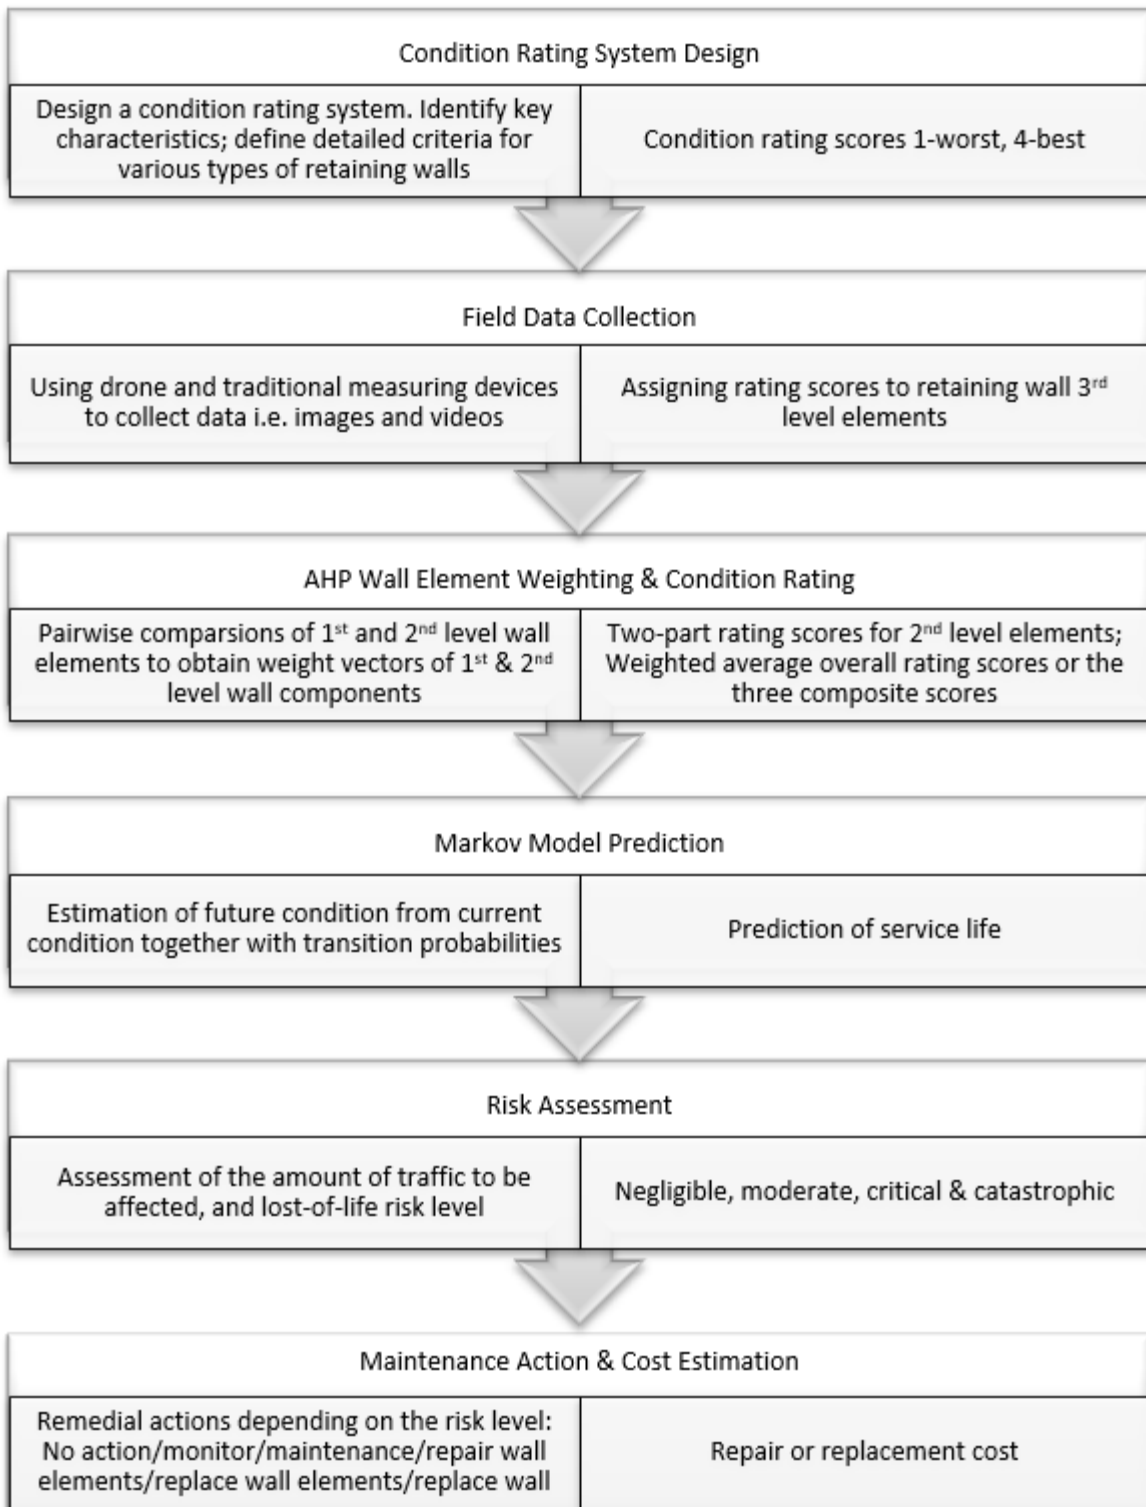 Condition Rating System Design
Design a condition rating system. Identify key
characteristics; define detailed criteria for
various types of retaining walls
Condition rating scores 1-worst, 4-best
Field Data Collection
Using drone and traditional measuring devices
to collect data i.e. images and videos
Assigning rating scores to retaining wall 3rd
level elements
AHP Wall Element Weighting & Condition Rating
Pairwise comparsions of 1st and 2nd level wall
elements to obtain weight vectors of 1st & 2nd
level wall components
Two-part rating scores for 2nd level elements;
Weighted average overall rating scores or the
three composite scores
Markov Model Prediction
Estimation of future condition from current
condition together with transition probabilities
Prediction of service life
Risk Assessment
Assessment of the amount of traffic to be
affected, and lost-of-life risk level
Negligible, moderate, critical & catastrophic
Maintenance Action & Cost Estimation
Remedial actions depending on the risk level:
No action/monitor/maintenance/repair wall
elements/replace wall elements/replace wall
Repair or replacement cost